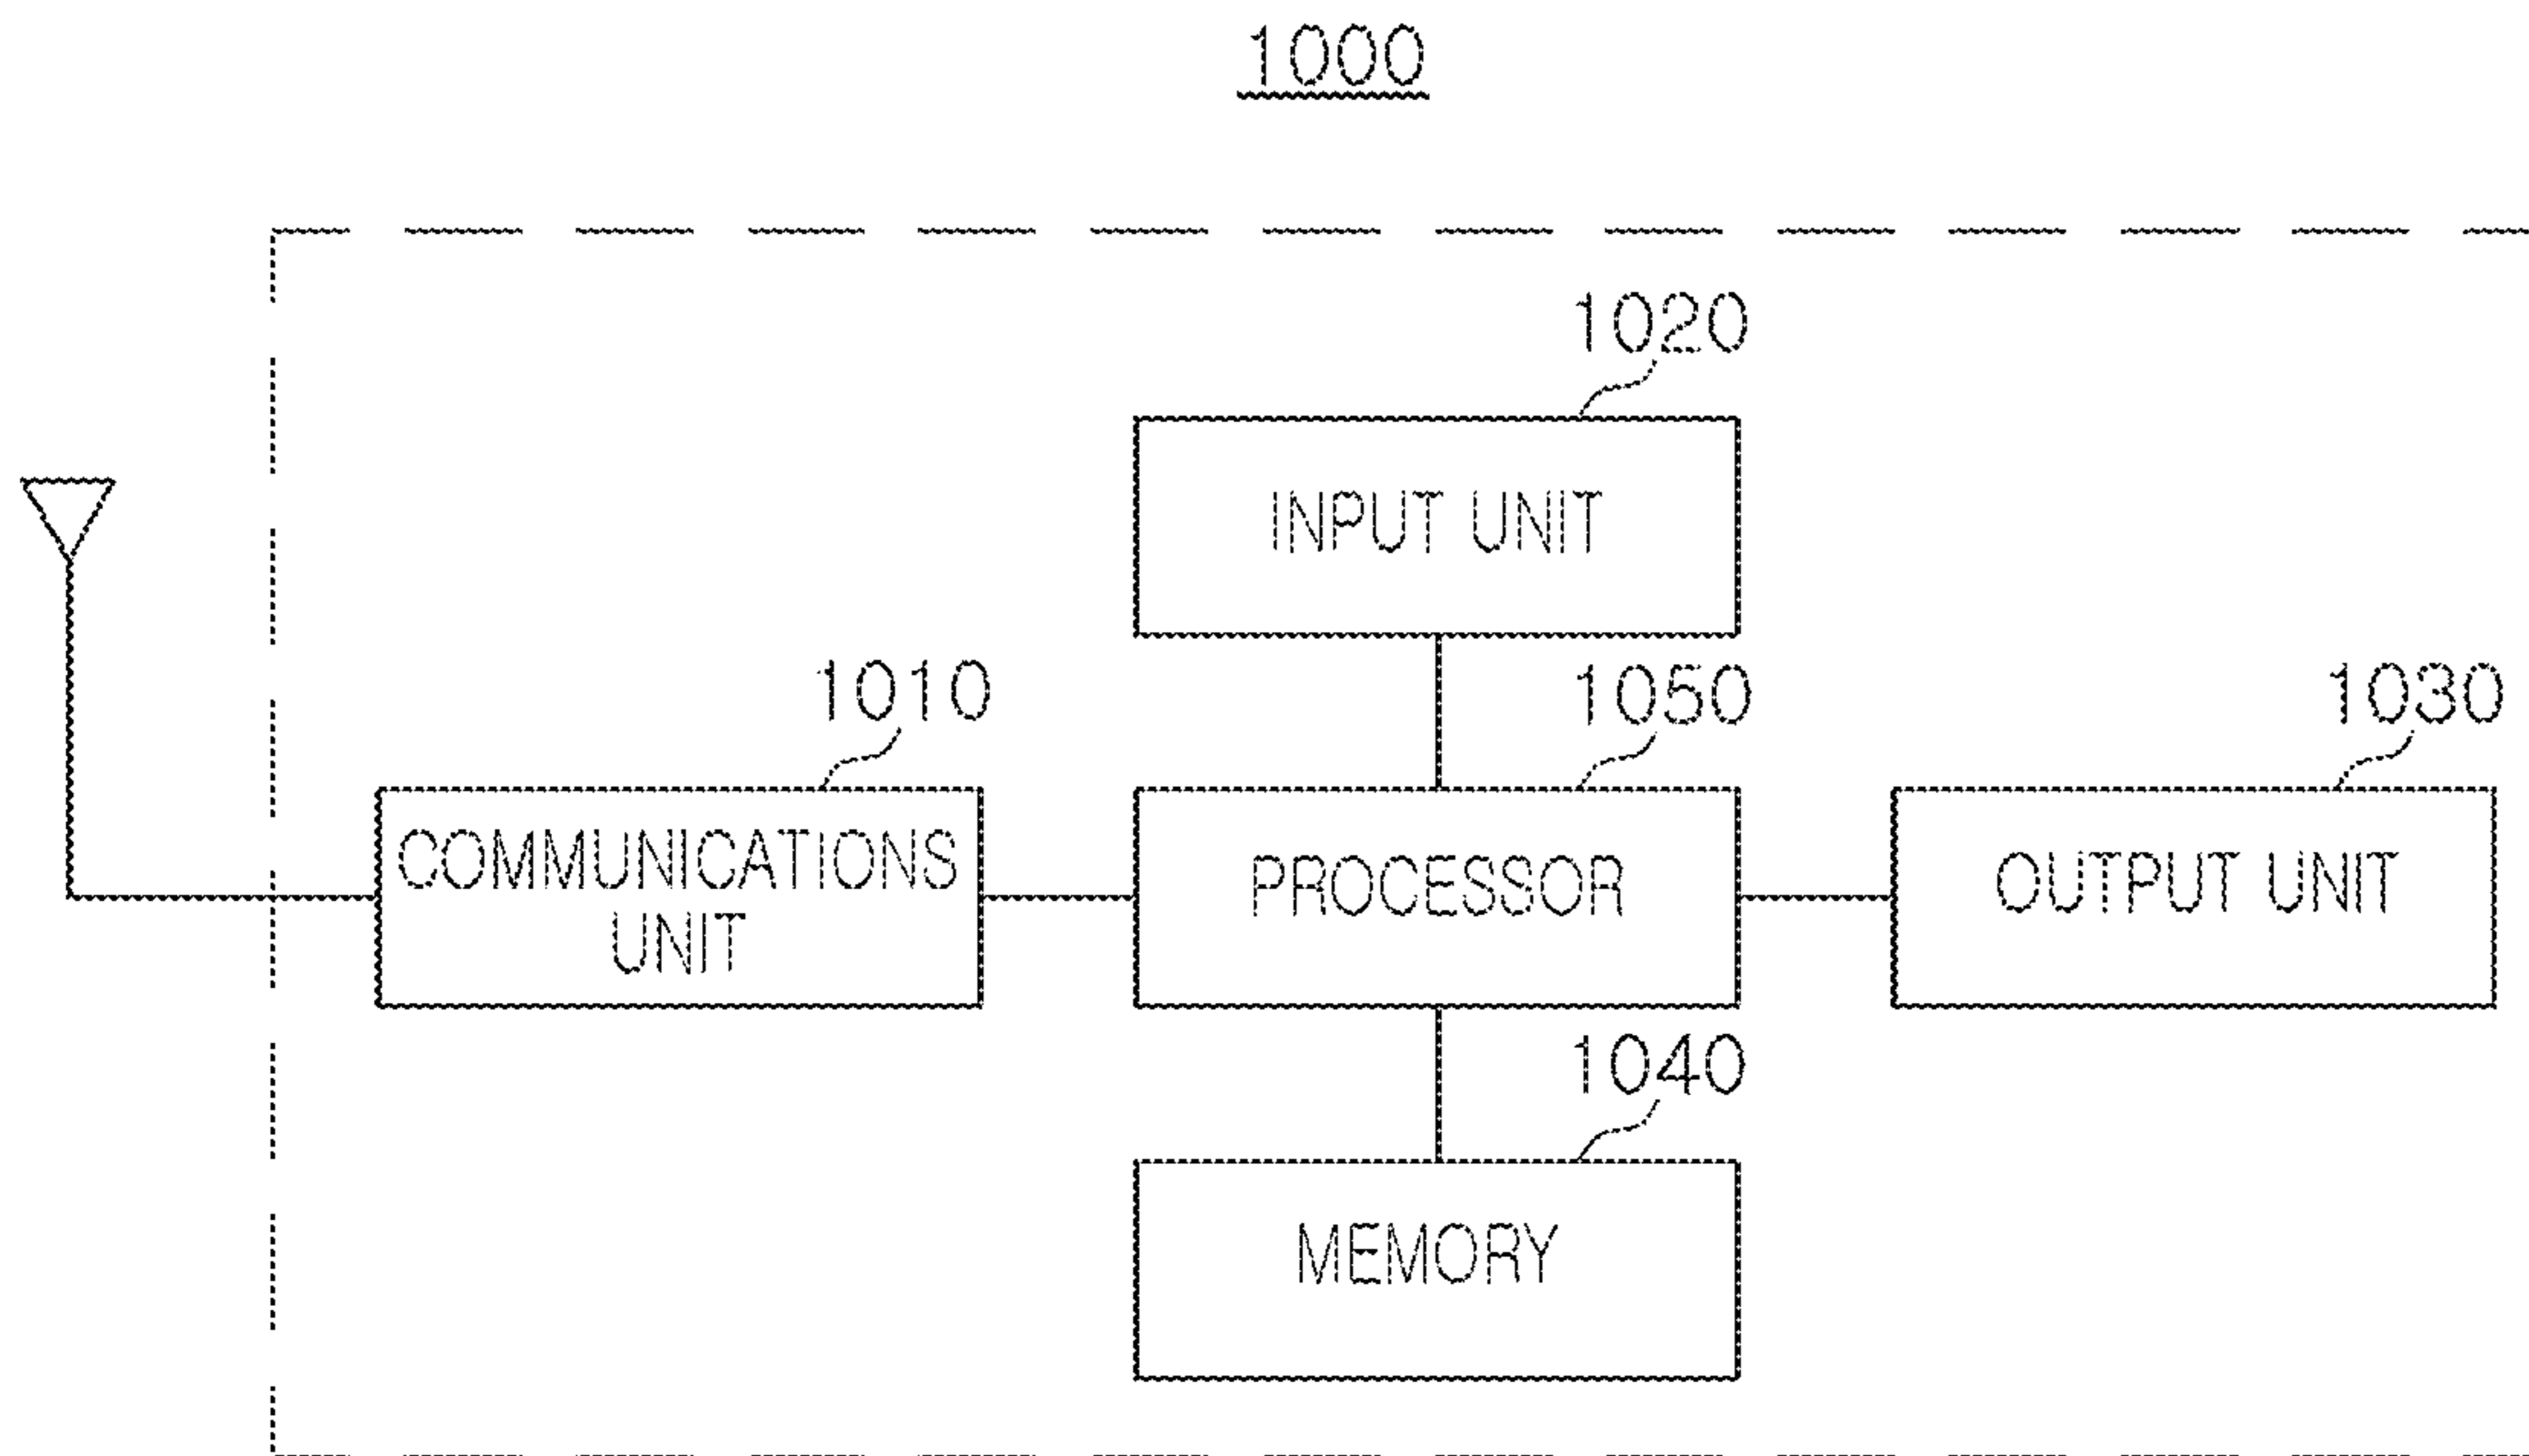 1000
1020
INPUT UNIT
1010
1050
1030
COMMUNICATIONS
UNIT
PROCESSOR
OUTPUT UNIT
1040
MEMORY